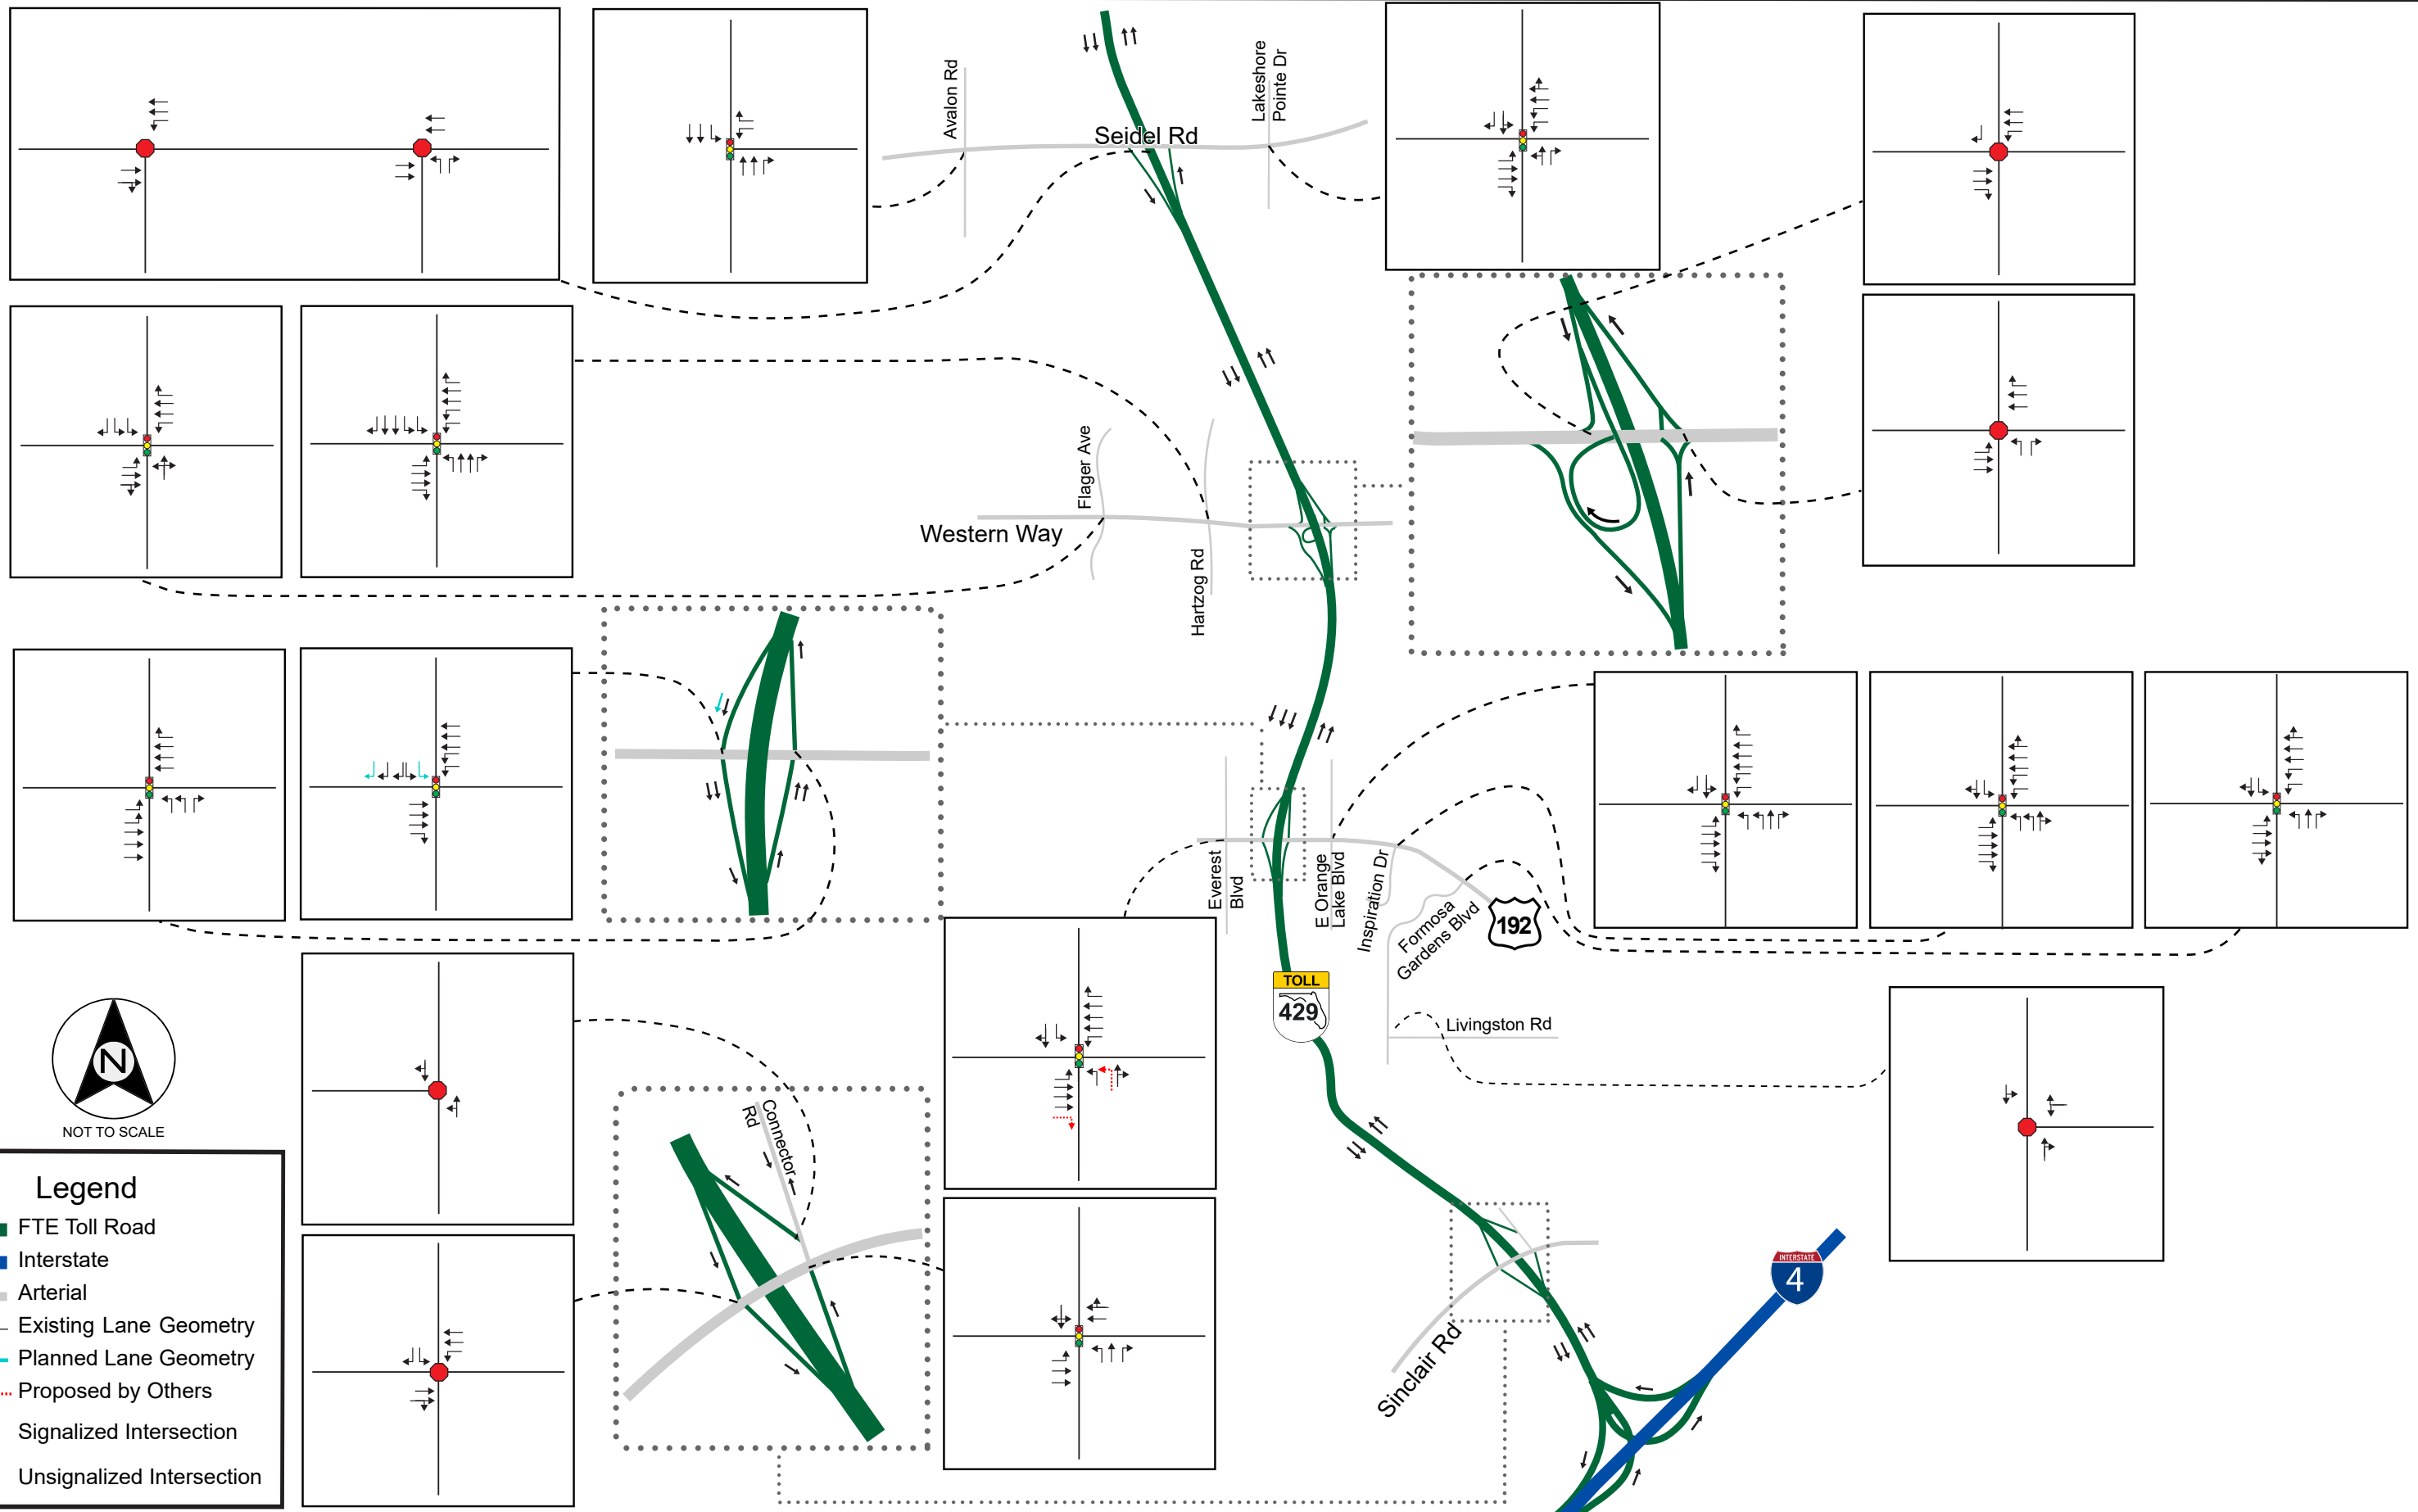 Avalon Rd
Lakeshore
Pointe Dr
Seidel Rd
Flager Ave
Western Way
Hartzog Rd
Everest
Blvd
E Orange
Lake Blvd
Inspiration Dr
Formosa
Gardens Blvd
192
TOLL
429
Livingston Rd
N
NOT TO SCALE
Connector
Rd
Sinclair Rd
INTERSTATE
4
Legend
FTE Toll Road
Interstate
Arterial
Existing Lane Geometry
Planned Lane Geometry
Proposed by Others
Signalized Intersection
Unsignalized Intersection